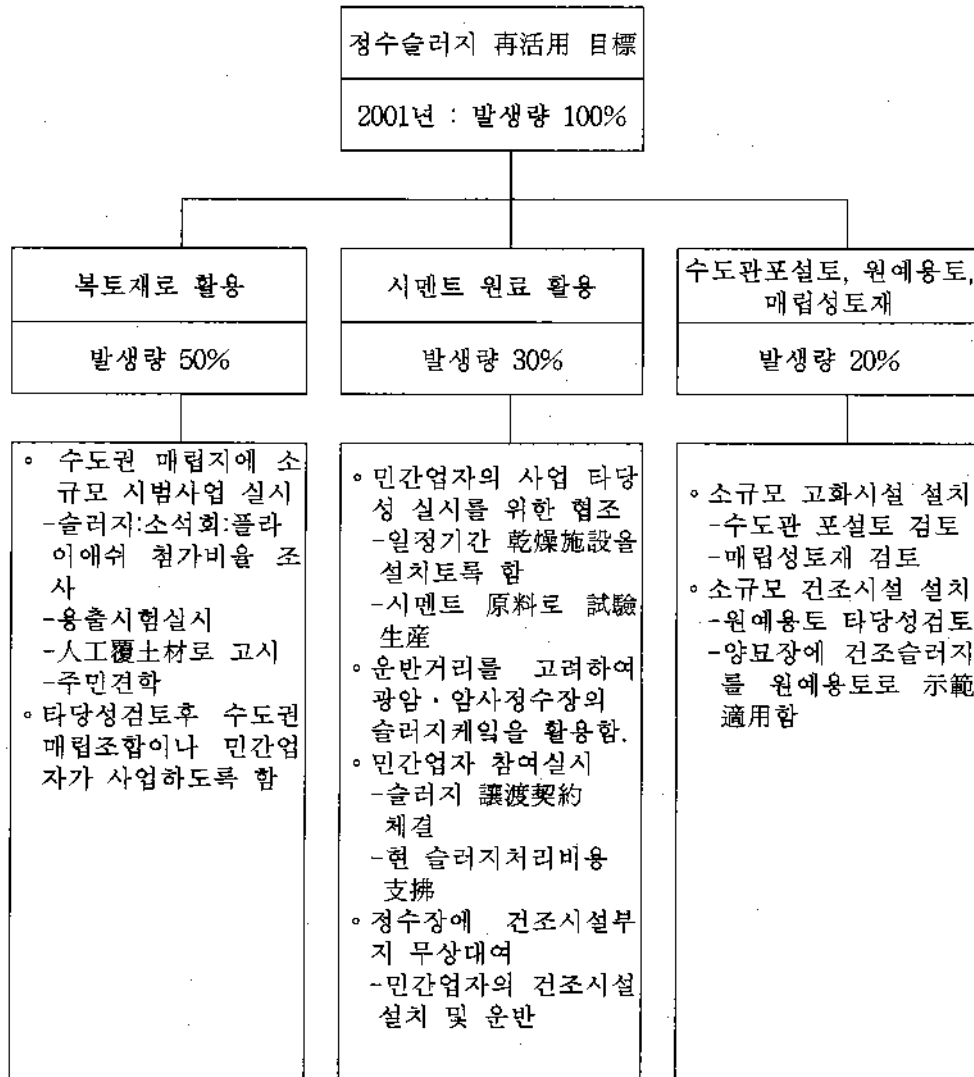 정수슬러지 再活用 目標
2001년 : 발생량 100%
복토재로 활용
발생량 50%
◦ 수도권 매립지에 소
규모 시범사업 실시
-슬러지:소석회:플라
이애쉬 첨가비율 조
사
-용출시험실시
-人工覆土材로 고시
-주민견학
◦ 타당성검토후 수도권
매립조합이나 민간업
자가 사업하도록 함
시멘트 원료 활용
발생량 30%
◦ 민간업자의 사업 타당
성 실시를 위한 협조
-일정기간 乾燥施設을
설치토록 함
-시멘트 原料로 試驗
生産
◦ 운반거리를 고려하여
광암·암사정수장의
슬러지케익을 활용함.
◦ 민간업자 참여실시
-슬러지 讓渡契約
체결
-현 슬러지처리비용
支拂
◦ 정수장에 건조시설부
지 무상대여
-민간업자의 건조시설
설치 및 운반
수도관포설토, 원예용토,
매립성토재
발생량 20%
◦ 소규모 고화시설 설치
-수도관 포설토 검토
-매립성토재 검토
◦ 소규모 건조시설 설치
-원예용토 타당성검토
-양묘장에 건조슬러지
를 원예용토로 示範
適用함